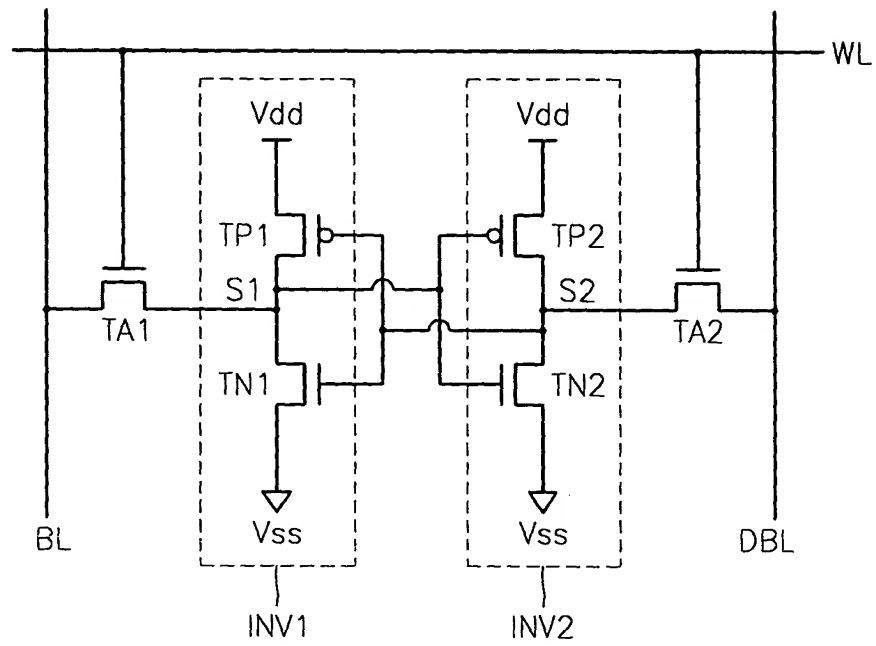 WL
Vdd
Vdd
TP1
TP2
S1
S2
TA1
TA2
TN1
TN2
Vss
Vss
BL
DBL
INV1
INV2